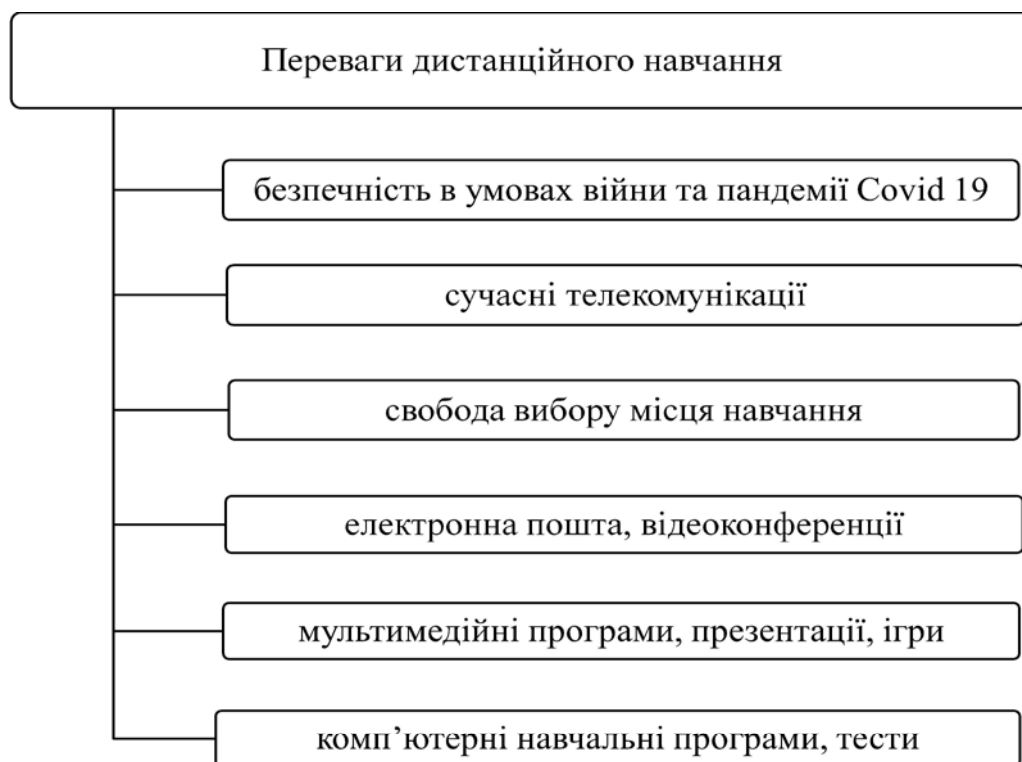 Переваги дистанційного навчання
безпечність в умовах війни та пандемії Covid 19
сучасні телекомунікації
свобода вибору місця навчання
електронна пошта, відеоконференції
мультимедійні програми, презентації, ігри
комп’ютерні навчальні програми, тести